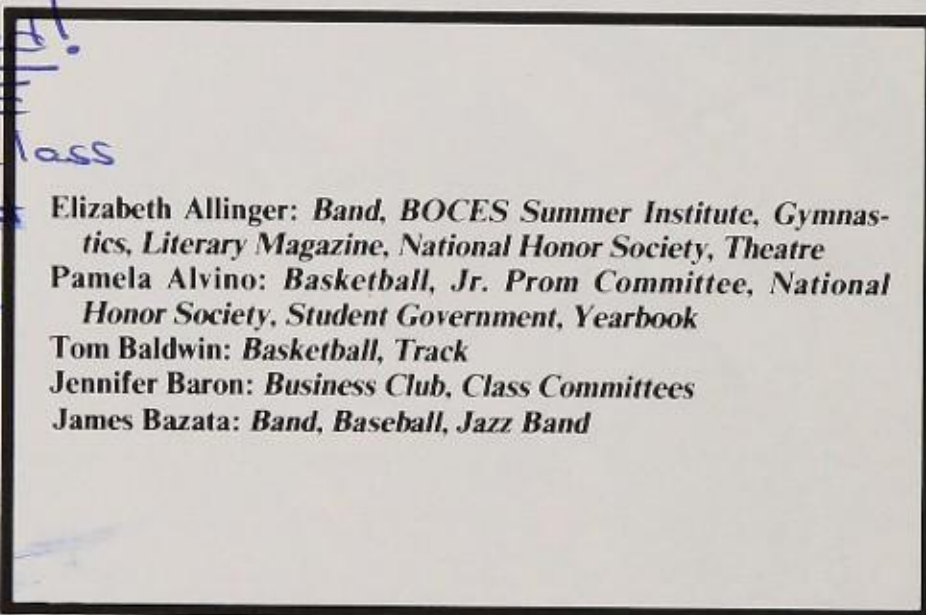 Elizabeth Allinger: Band, BOCES Summer Institute, Gymnas-
tics, Literary Magazine, National Honor Society, Theatre
Pamela Alvino: Basketball, Jr. Prom Committee, National
Honor Society, Student Government, Yearbook
Tom Baldwin: Basketball, Track
Jennifer Baron: Business Club, Class Committees
James Bazata: Band, Baseball, Jazz Band